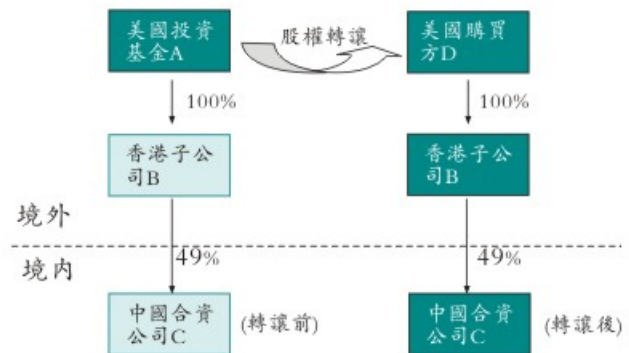 美國投資
基金A
股權轉讓
美國購買
方D
100%
100%
香港子公
司B
香港子公
司B
境外
49%
49%
境内
中國合資
公司C
(轉讓前)
中國合資
公司C
(轉讓後)